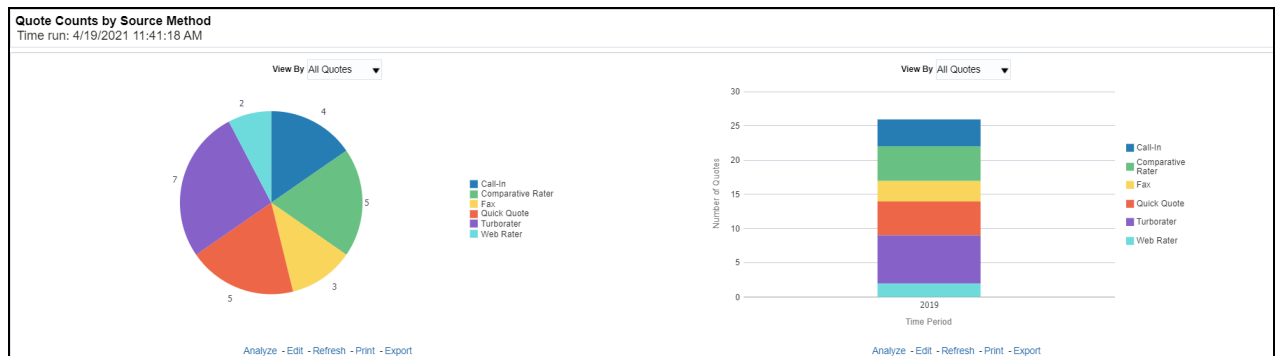 Quote Counts by Source Method
Time run: 4/19/2021 11:41:18 AM
View By All Quotes
2
4
7
5
5
3
Call-In
Comparative Rater
Fax
Quick Quote
Turborater
Web Rater
Analyze - Edit - Refresh - Print - Export
View By All Quotes
30
25
20
15
10
5
0
Number of Quotes
2019
Time Period
Call-In
Comparative
Rater
Fax
Quick Quote
Turborater
Web Rater
Analyze - Edit - Refresh - Print - Export